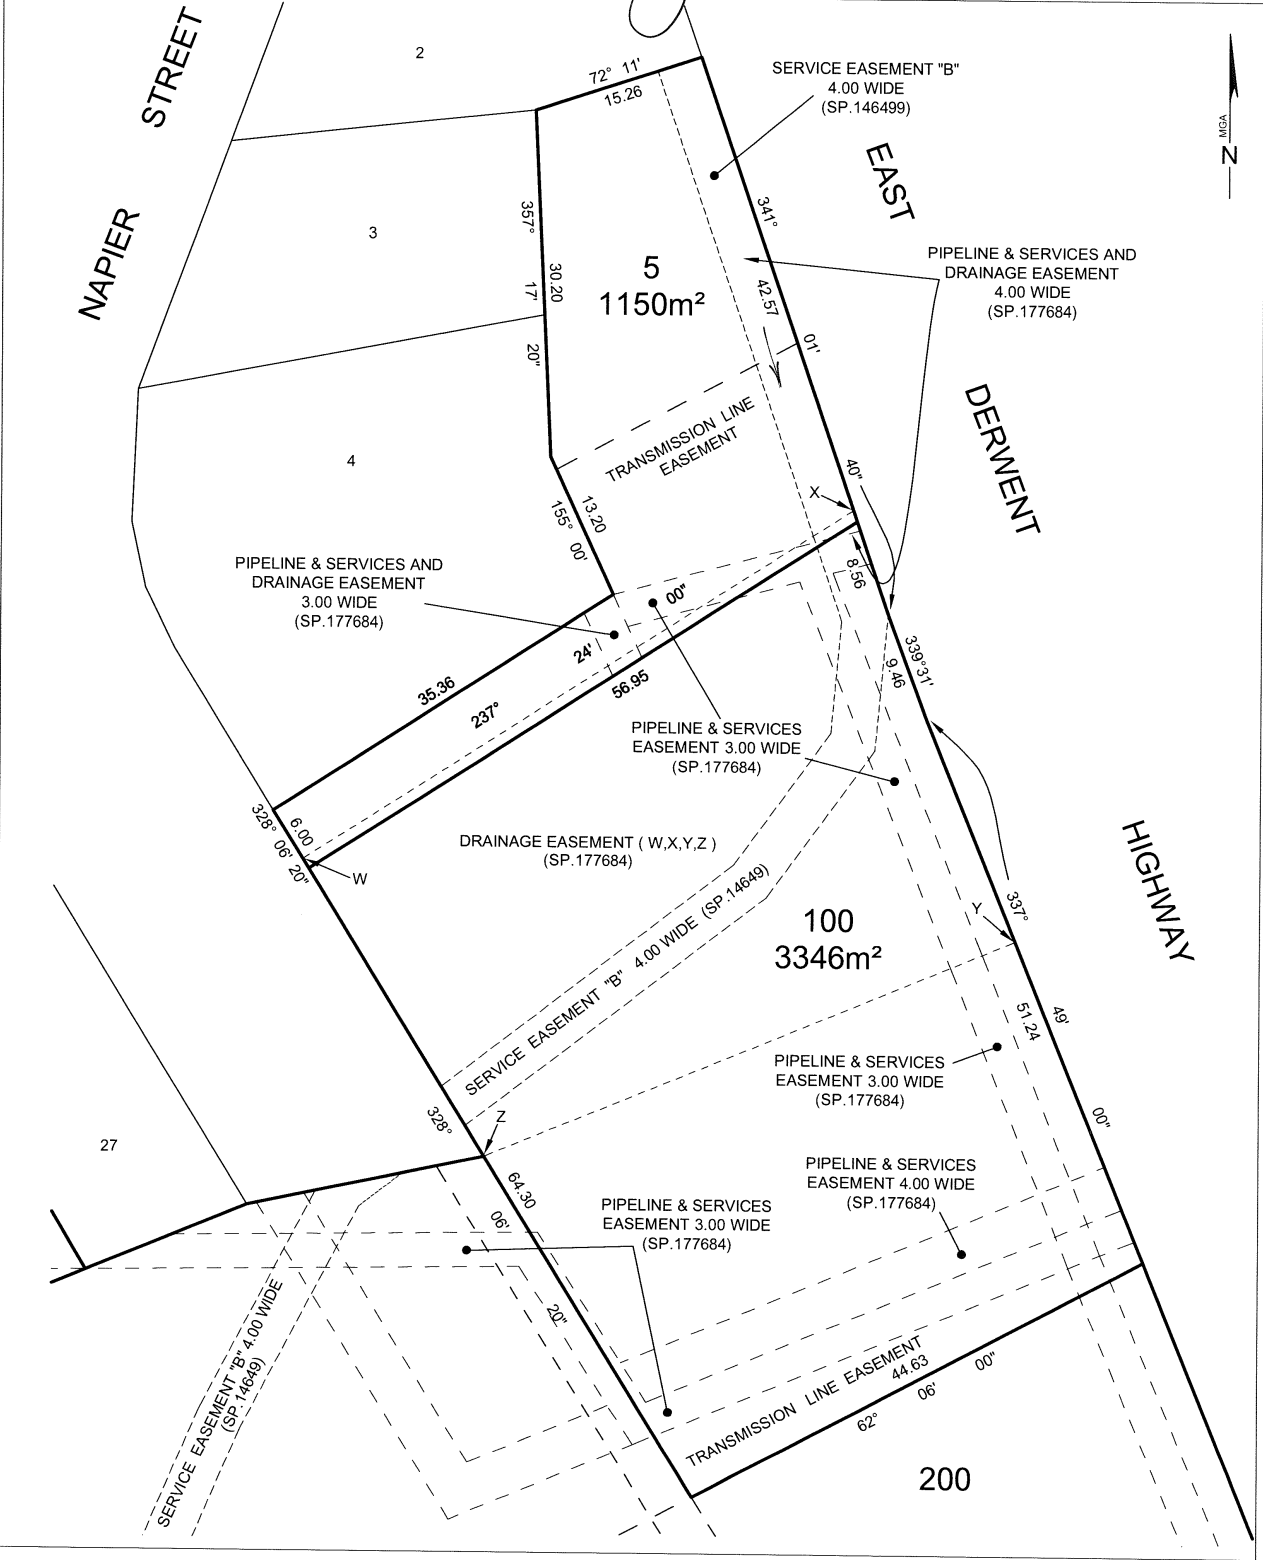 NAPIER STREET
2
72° 11'
15.26
SERVICE EASEMENT "B"
4.00 WIDE
(SP.146499)
MGA
N
EAST
DERWENT
HIGHWAY
3
357° 17' 20"
30.20
5
1150m²
341° 01' 40"
42.57
PIPELINE & SERVICES AND
DRAINAGE EASEMENT
4.00 WIDE
(SP.177684)
TRANSMISSION LINE
EASEMENT
4
X
13.20
155° 00'
PIPELINE & SERVICES AND
DRAINAGE EASEMENT
3.00 WIDE
(SP.177684)
8.56
00"
24'
237°
35.36
56.95
339°31'
9.46
PIPELINE & SERVICES
EASEMENT 3.00 WIDE
(SP.177684)
328° 06' 20"
6.00
W
DRAINAGE EASEMENT ( W,X,Y,Z )
(SP.177684)
SERVICE EASEMENT "B" 4.00 WIDE (SP.14649)
100
3346m²
Y
337° 49' 00"
51.24
PIPELINE & SERVICES
EASEMENT 3.00 WIDE
(SP.177684)
328° 06' 20"
64.30
Z
27
PIPELINE & SERVICES
EASEMENT 4.00 WIDE
(SP.177684)
PIPELINE & SERVICES
EASEMENT 3.00 WIDE
(SP.177684)
SERVICE EASEMENT "B" 4.00 WIDE
(SP.14649)
TRANSMISSION LINE EASEMENT
44.63
62° 06' 00"
200